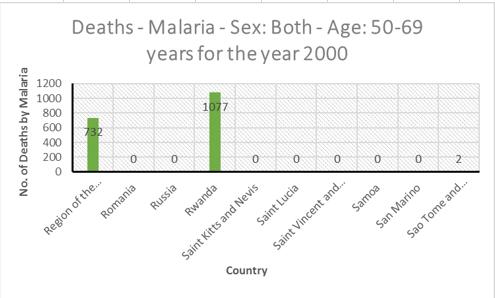 Deaths - Malaria - Sex: Both - Age: 50-69
years for the year 2000
No. of Deaths by Malaria
1200
1000
800
600
400
200
0
732
0
0
1077
0
0
0
0
0
2
Region of the...
Romania
Russia
Rwanda
Saint Kitts and Nevis
Saint Lucia
Saint Vincent and...
Samoa
San Marino
Sao Tome and...
Country